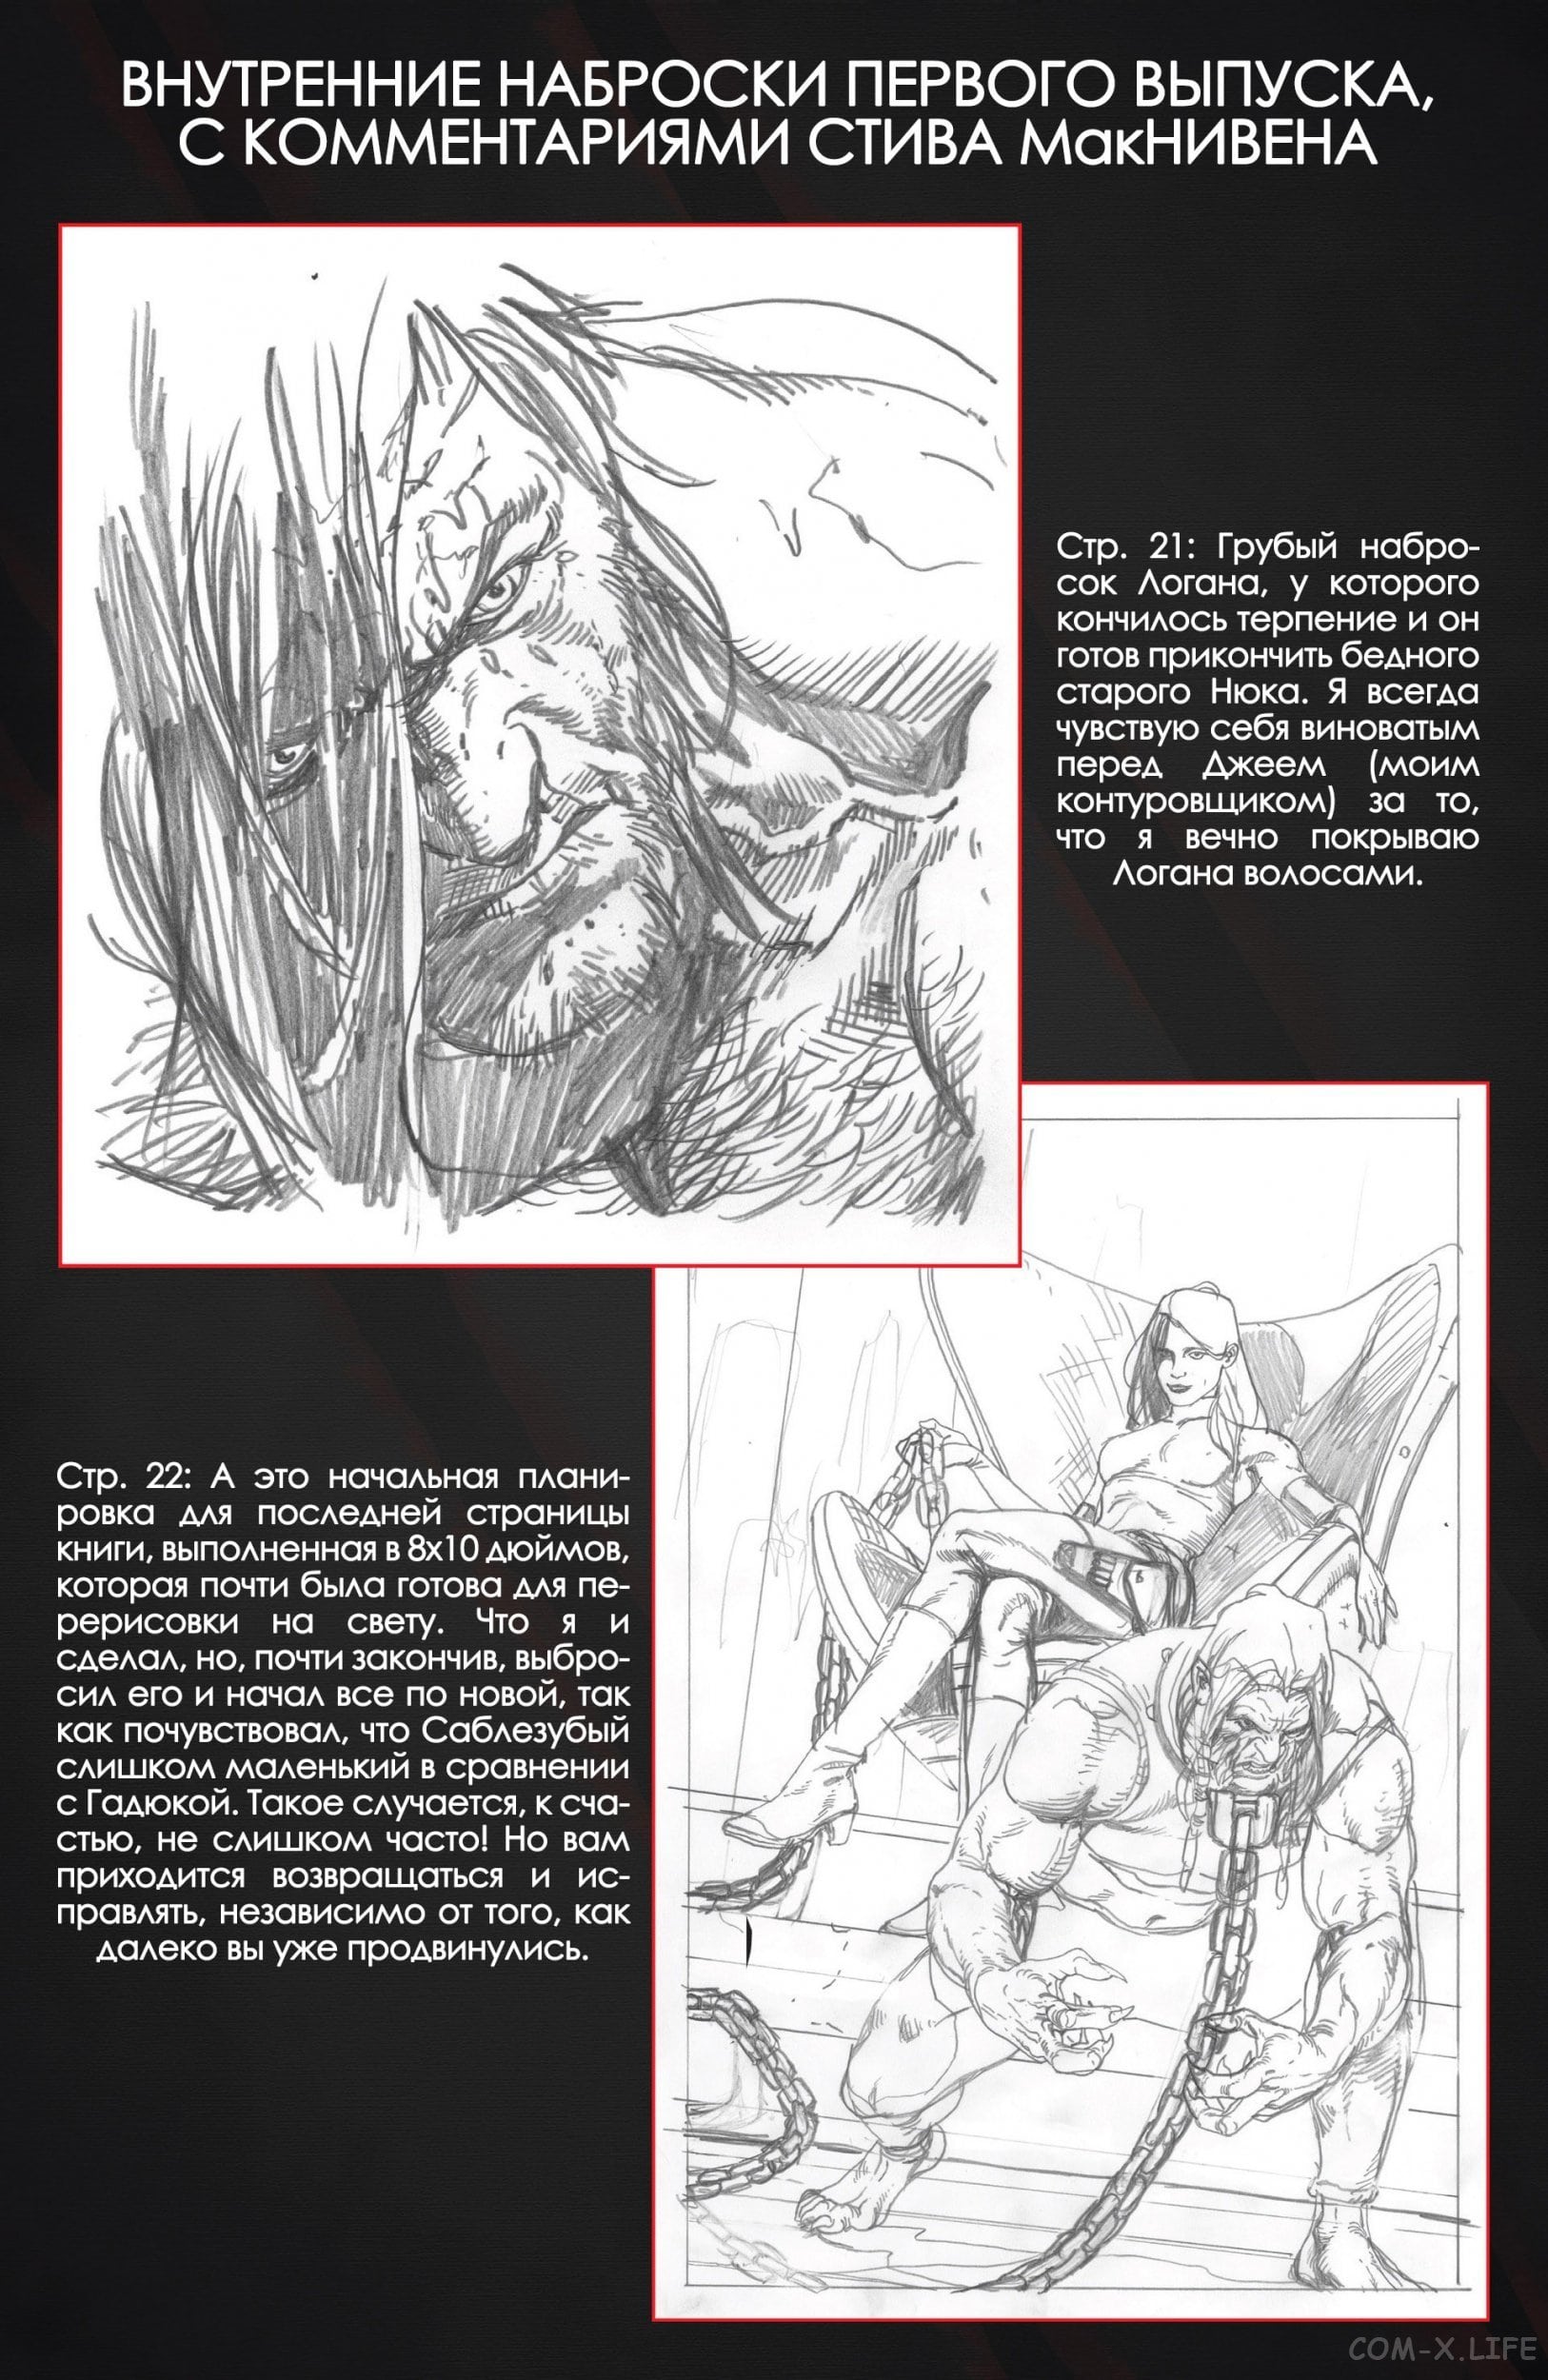 ВНУТРЕННИЕ НАБРОСКИ ПЕРВОГО ВЫПУСКА,
С КОММЕНТАРИЯМИ СТИВА МакНИВЕНА
Стр. 21: Грубый набро-
сок Логана, у которого
кончилось терпение и он
готов прикончить бедного
старого Нюка. Я всегда
чувствую себя виноватым
перед Джеем (моим
контуровщиком) за то,
что я вечно покрываю
Логана волосами.
Стр. 22: А это начальная плани-
ровка для последней страницы
книги, выполненная в 8х10 дюймов,
которая почти была готова для пе-
рерисовки на свету. Что я и
сделал, но, почти закончив, выбро-
сил его и начал все по новой, так
как почувствовал, что Саблезубый
слишком маленький в сравнении
с Гадюкой. Такое случается, к сча-
стью, не слишком часто! Но вам
приходится возвращаться и ис-
правлять, независимо от того, как
далеко вы уже продвинулись.
COM-X.LIFE